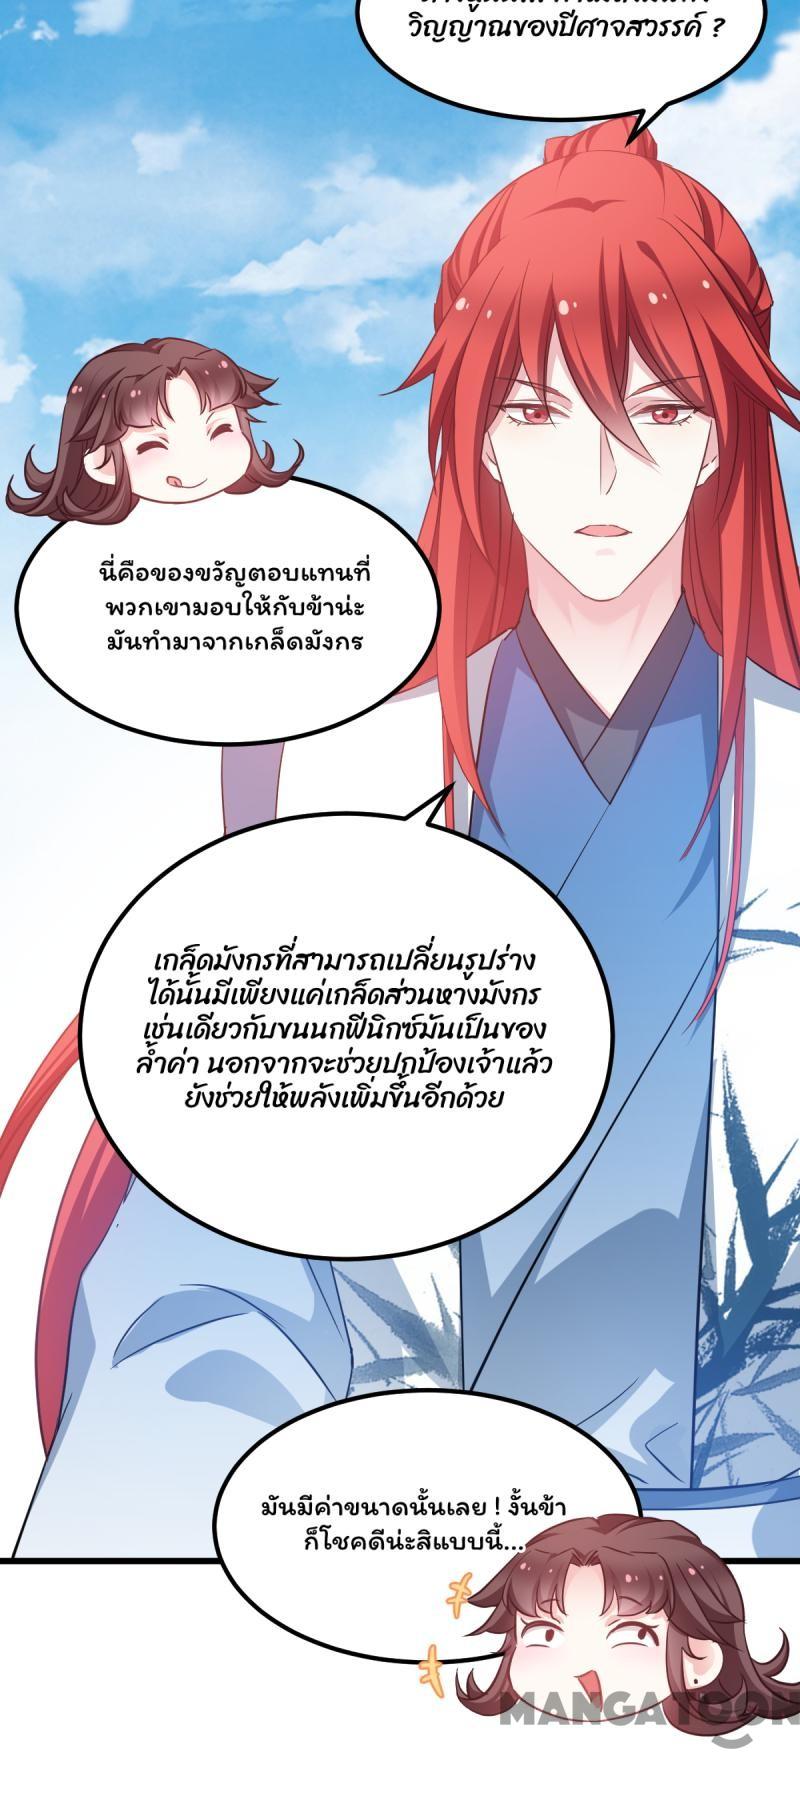 วิญญาณของปีศาจสวรรค์ ?
นี่คือของขวัญตอบแทนที่
พวกเขามอบให้กับข้าน่ะ
มันทำมาจากเกล็ดมังกร
เกล็ดมังกรที่สามารถเปลี่ยนรูปร่าง
ได้นั้นมีเพียงแค่เกล็ดส่วนหางมังกร
เช่นเดียวกับขนนกฟีนิกซ์มันเป็นของ
ล้ำค่า นอกจากจะช่วยปกป้องเจ้าแล้ว
ยังช่วยให้พลังเพิ่มขึ้นอีกด้วย
มันมีค่าขนาดนั้นเลย ! งั้นข้า
ก็โชคดีน่ะสิแบบนี้...
MANGATOON